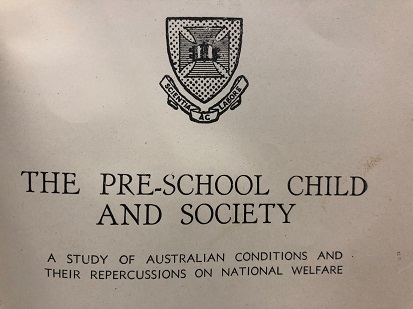 SCIENTIA AC LABORE
THE PRE-SCHOOL CHILD
AND SOCIETY
A STUDY OF AUSTRALIAN CONDITIONS AND
THEIR REPERCUSSIONS ON NATIONAL WELFARE